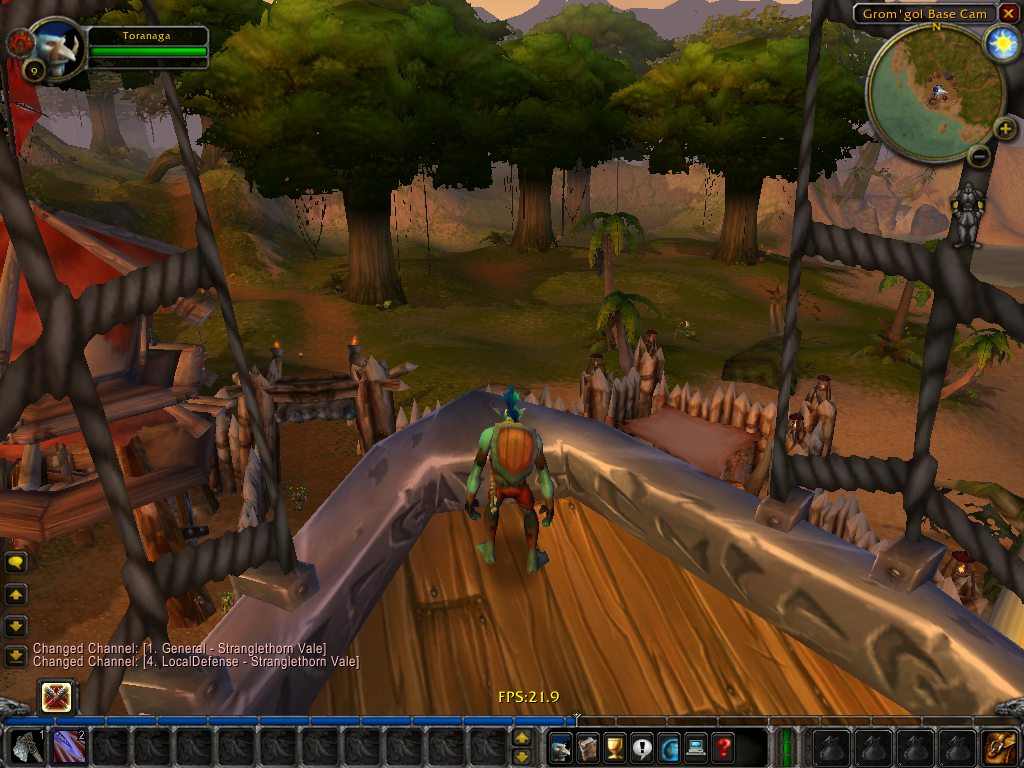 Toranaga
9
Grom'gol Base Cam
N
Changed Channel: [1. General - Stranglethorn Vale]
Changed Channel: [4. LocalDefense - Stranglethorn Vale]
FPS:21.9
1
2